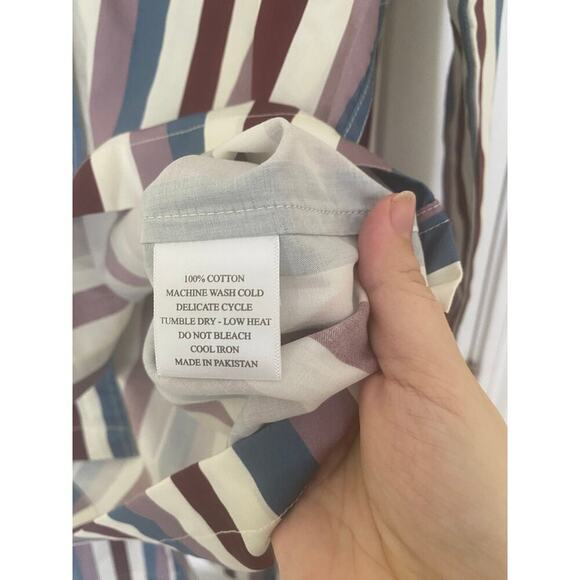 100% COTTON
MACHINE WASH COLD
DELICATE CYCLE
TUMBLE DRY - LOW HEAT
DO NOT BLEACH
COOL IRON
MADE IN PAKISTAN